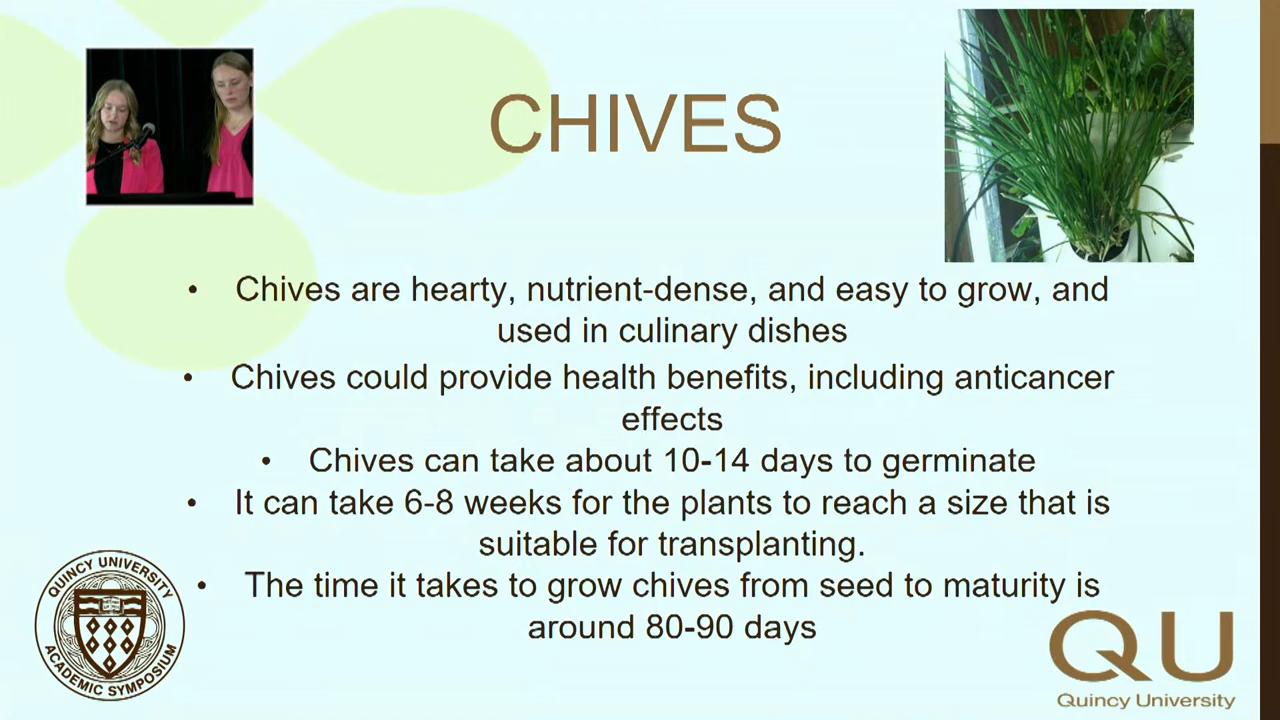 CHIVES
• Chives are hearty, nutrient-dense, and easy to grow, and
used in culinary dishes
• Chives could provide health benefits, including anticancer
effects
• Chives can take about 10-14 days to germinate
• It can take 6-8 weeks for the plants to reach a size that is
suitable for transplanting.
• The time it takes to grow chives from seed to maturity is
around 80-90 days
QUINCY UNIVERSITY
ACADEMIC SYMPOSIUM
QU
Quincy University